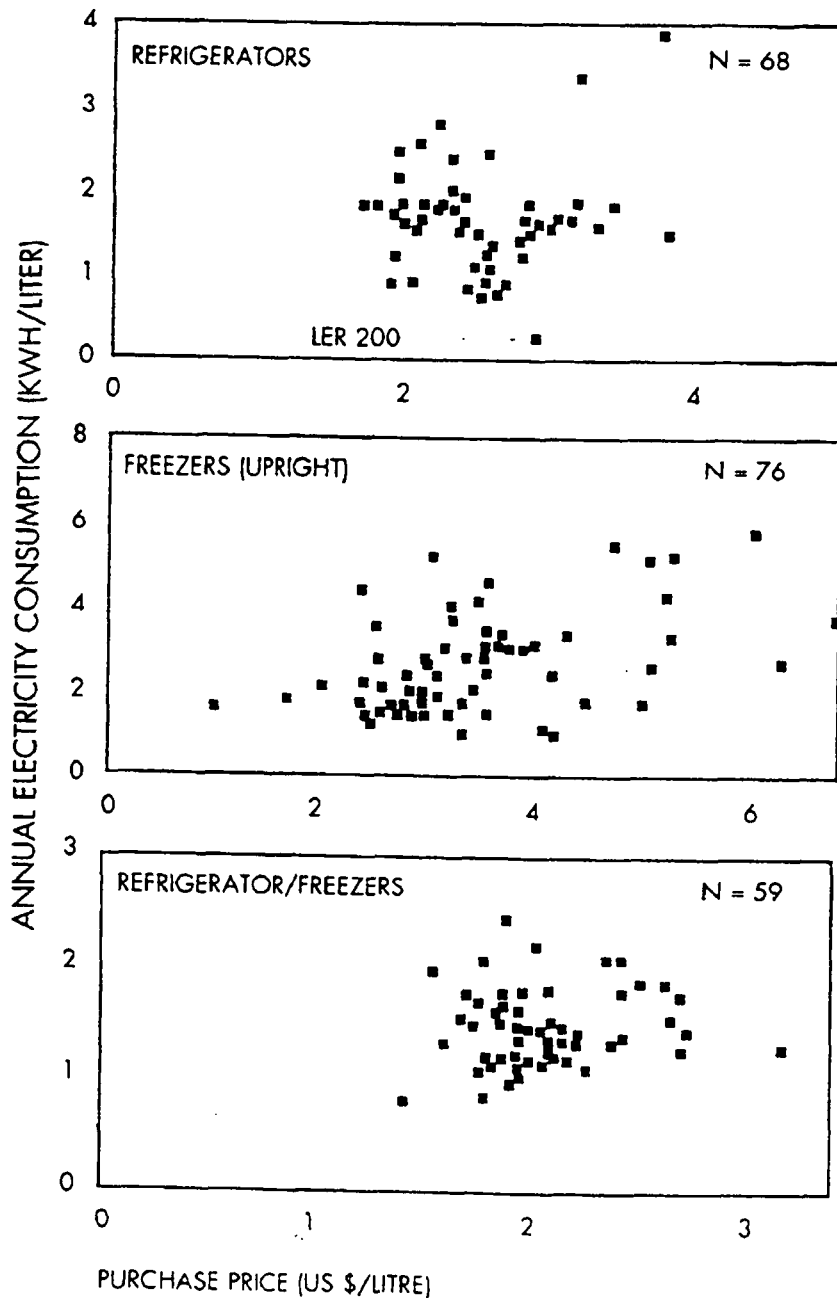 ANNUAL ELECTRICITY CONSUMPTION (KWH/LITER)
4
REFRIGERATORS N = 68
3
2
1
LER 200
0
0 2 4
8
FREEZERS (UPRIGHT) N = 76
6
4
2
0
0 2 4 6
3
REFRIGERATOR/FREEZERS N = 59
2
1
0
0 1 2 3
PURCHASE PRICE (US $/LITRE)